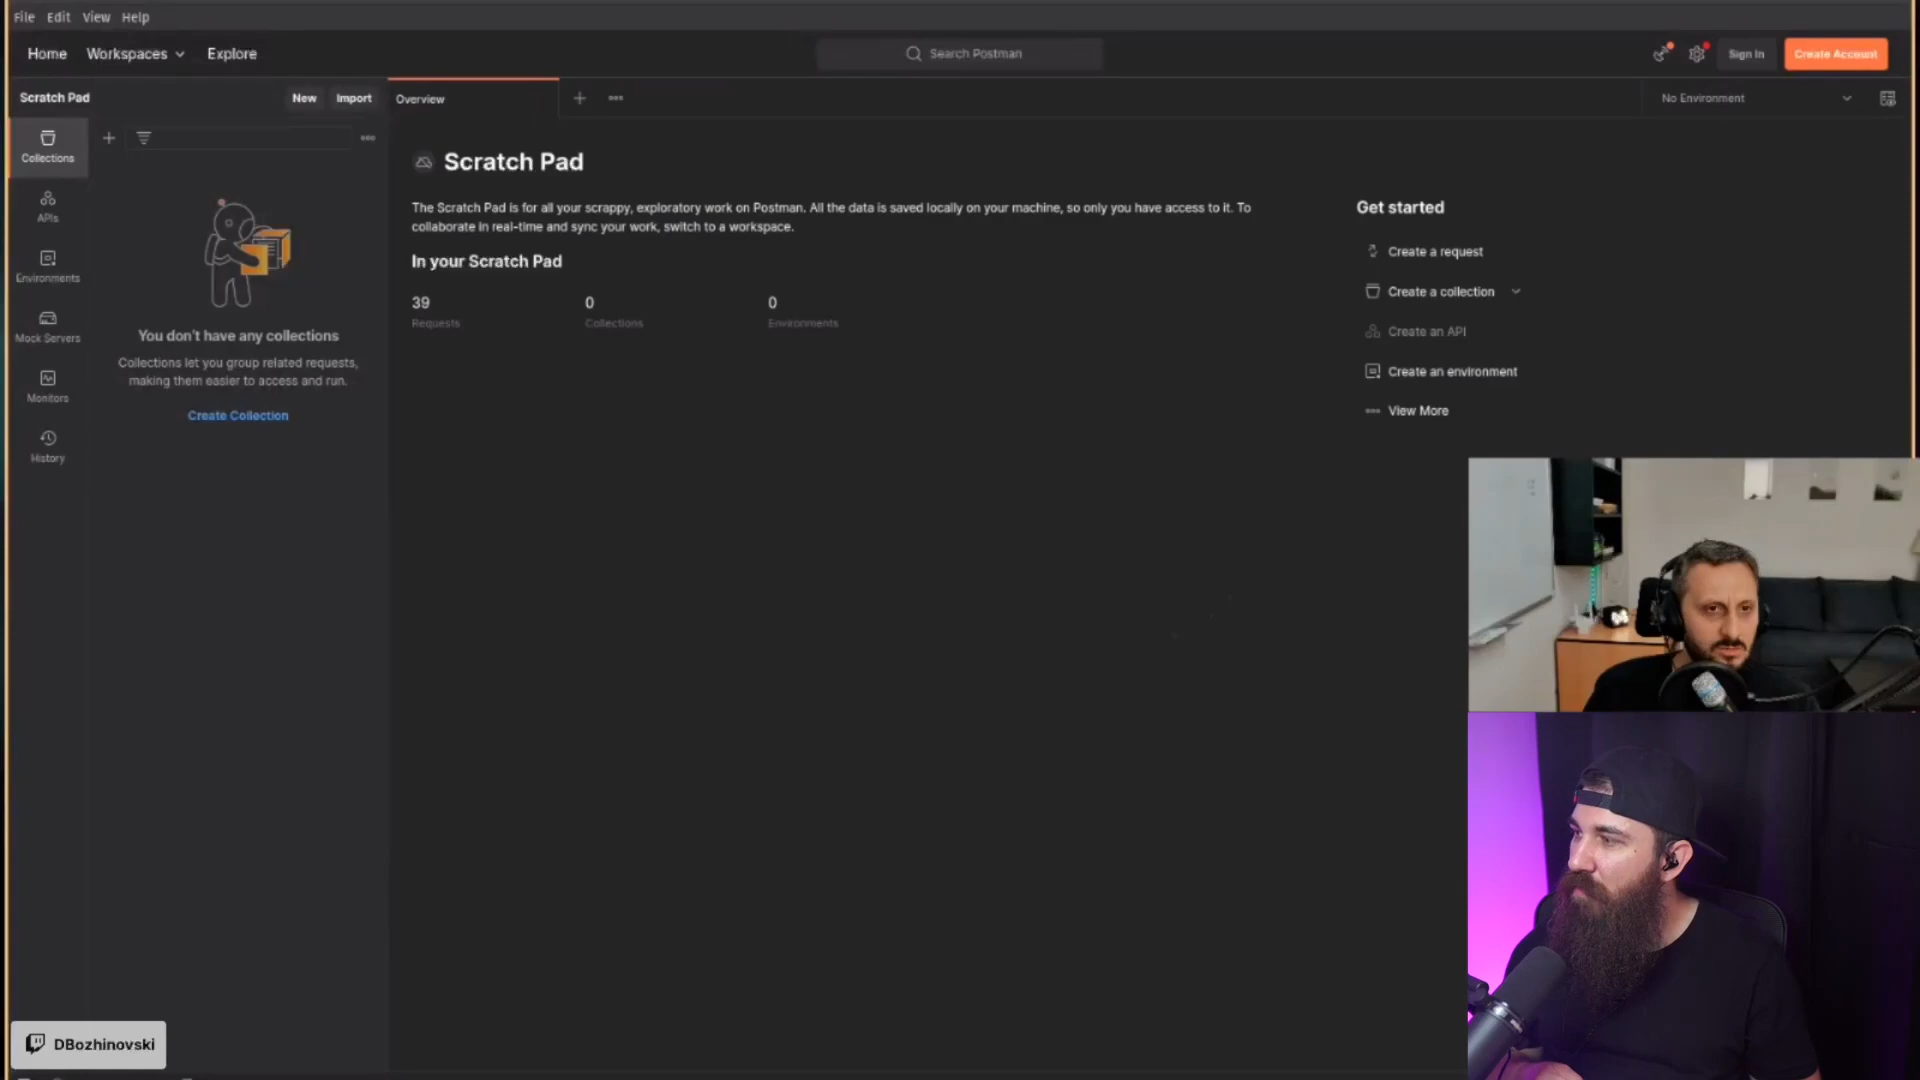 File Edit View Help
Home Workspaces Explore
Search Postman
Sign In
Create Account
Scratch Pad
New Import
Overview
No Environment
Collections
APIs
Environments
Mock Servers
Monitors
History
You don't have any collections
Collections let you group related requests,
making them easier to access and run.
Create Collection
Scratch Pad
The Scratch Pad is for all your scrappy, exploratory work on Postman. All the data is saved locally on your machine, so only you have access to it. To
collaborate in real-time and sync your work, switch to a workspace.
In your Scratch Pad
39 0 0
Requests Collections Environments
Get started
Create a request
Create a collection
Create an API
Create an environment
View More
DBozhinovski